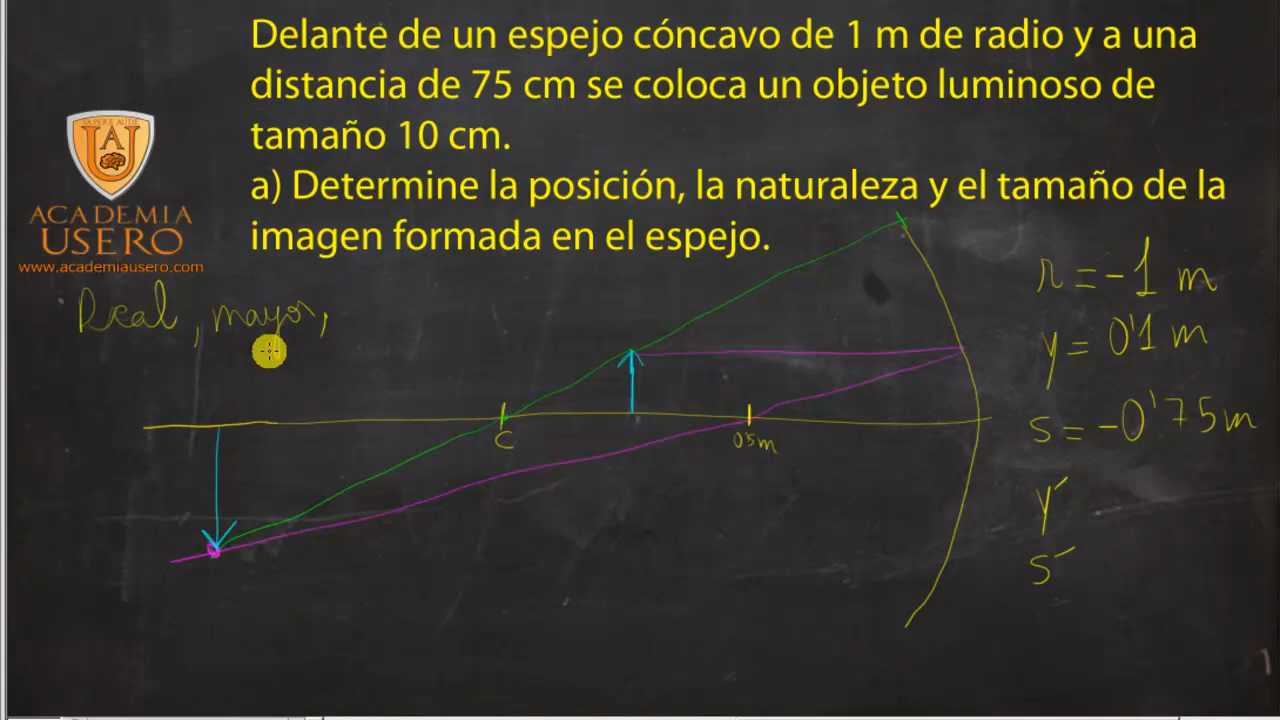 Delante de un espejo cóncavo de 1 m de radio y a una
distancia de 75 cm se coloca un objeto luminoso de
tamaño 10 cm.
a) Determine la posición, la naturaleza y el tamaño de la
imagen formada en el espejo.
SAPERE AUDE
UA
ACADEMIA
USERO
www.academiausero.com
Real, mayor,
r = -1 m
y = 0'1 m
s = -0'75 m
y'
s'
C
0'5m